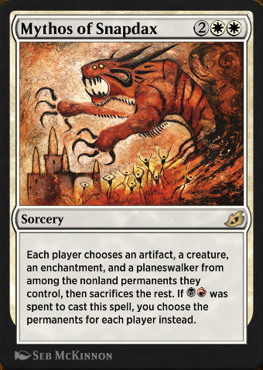 Mythos of Snapdax 2
Sorcery
Each player chooses an artifact, a creature,
an enchantment, and a planeswalker from
among the nonland permanents they
control, then sacrifices the rest. If was
spent to cast this spell, you choose the
permanents for each player instead.
Seb McKinnon